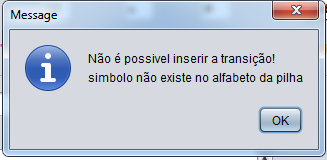 Message
Não é possivel inserir a transição!
simbolo não existe no alfabeto da pilha
OK